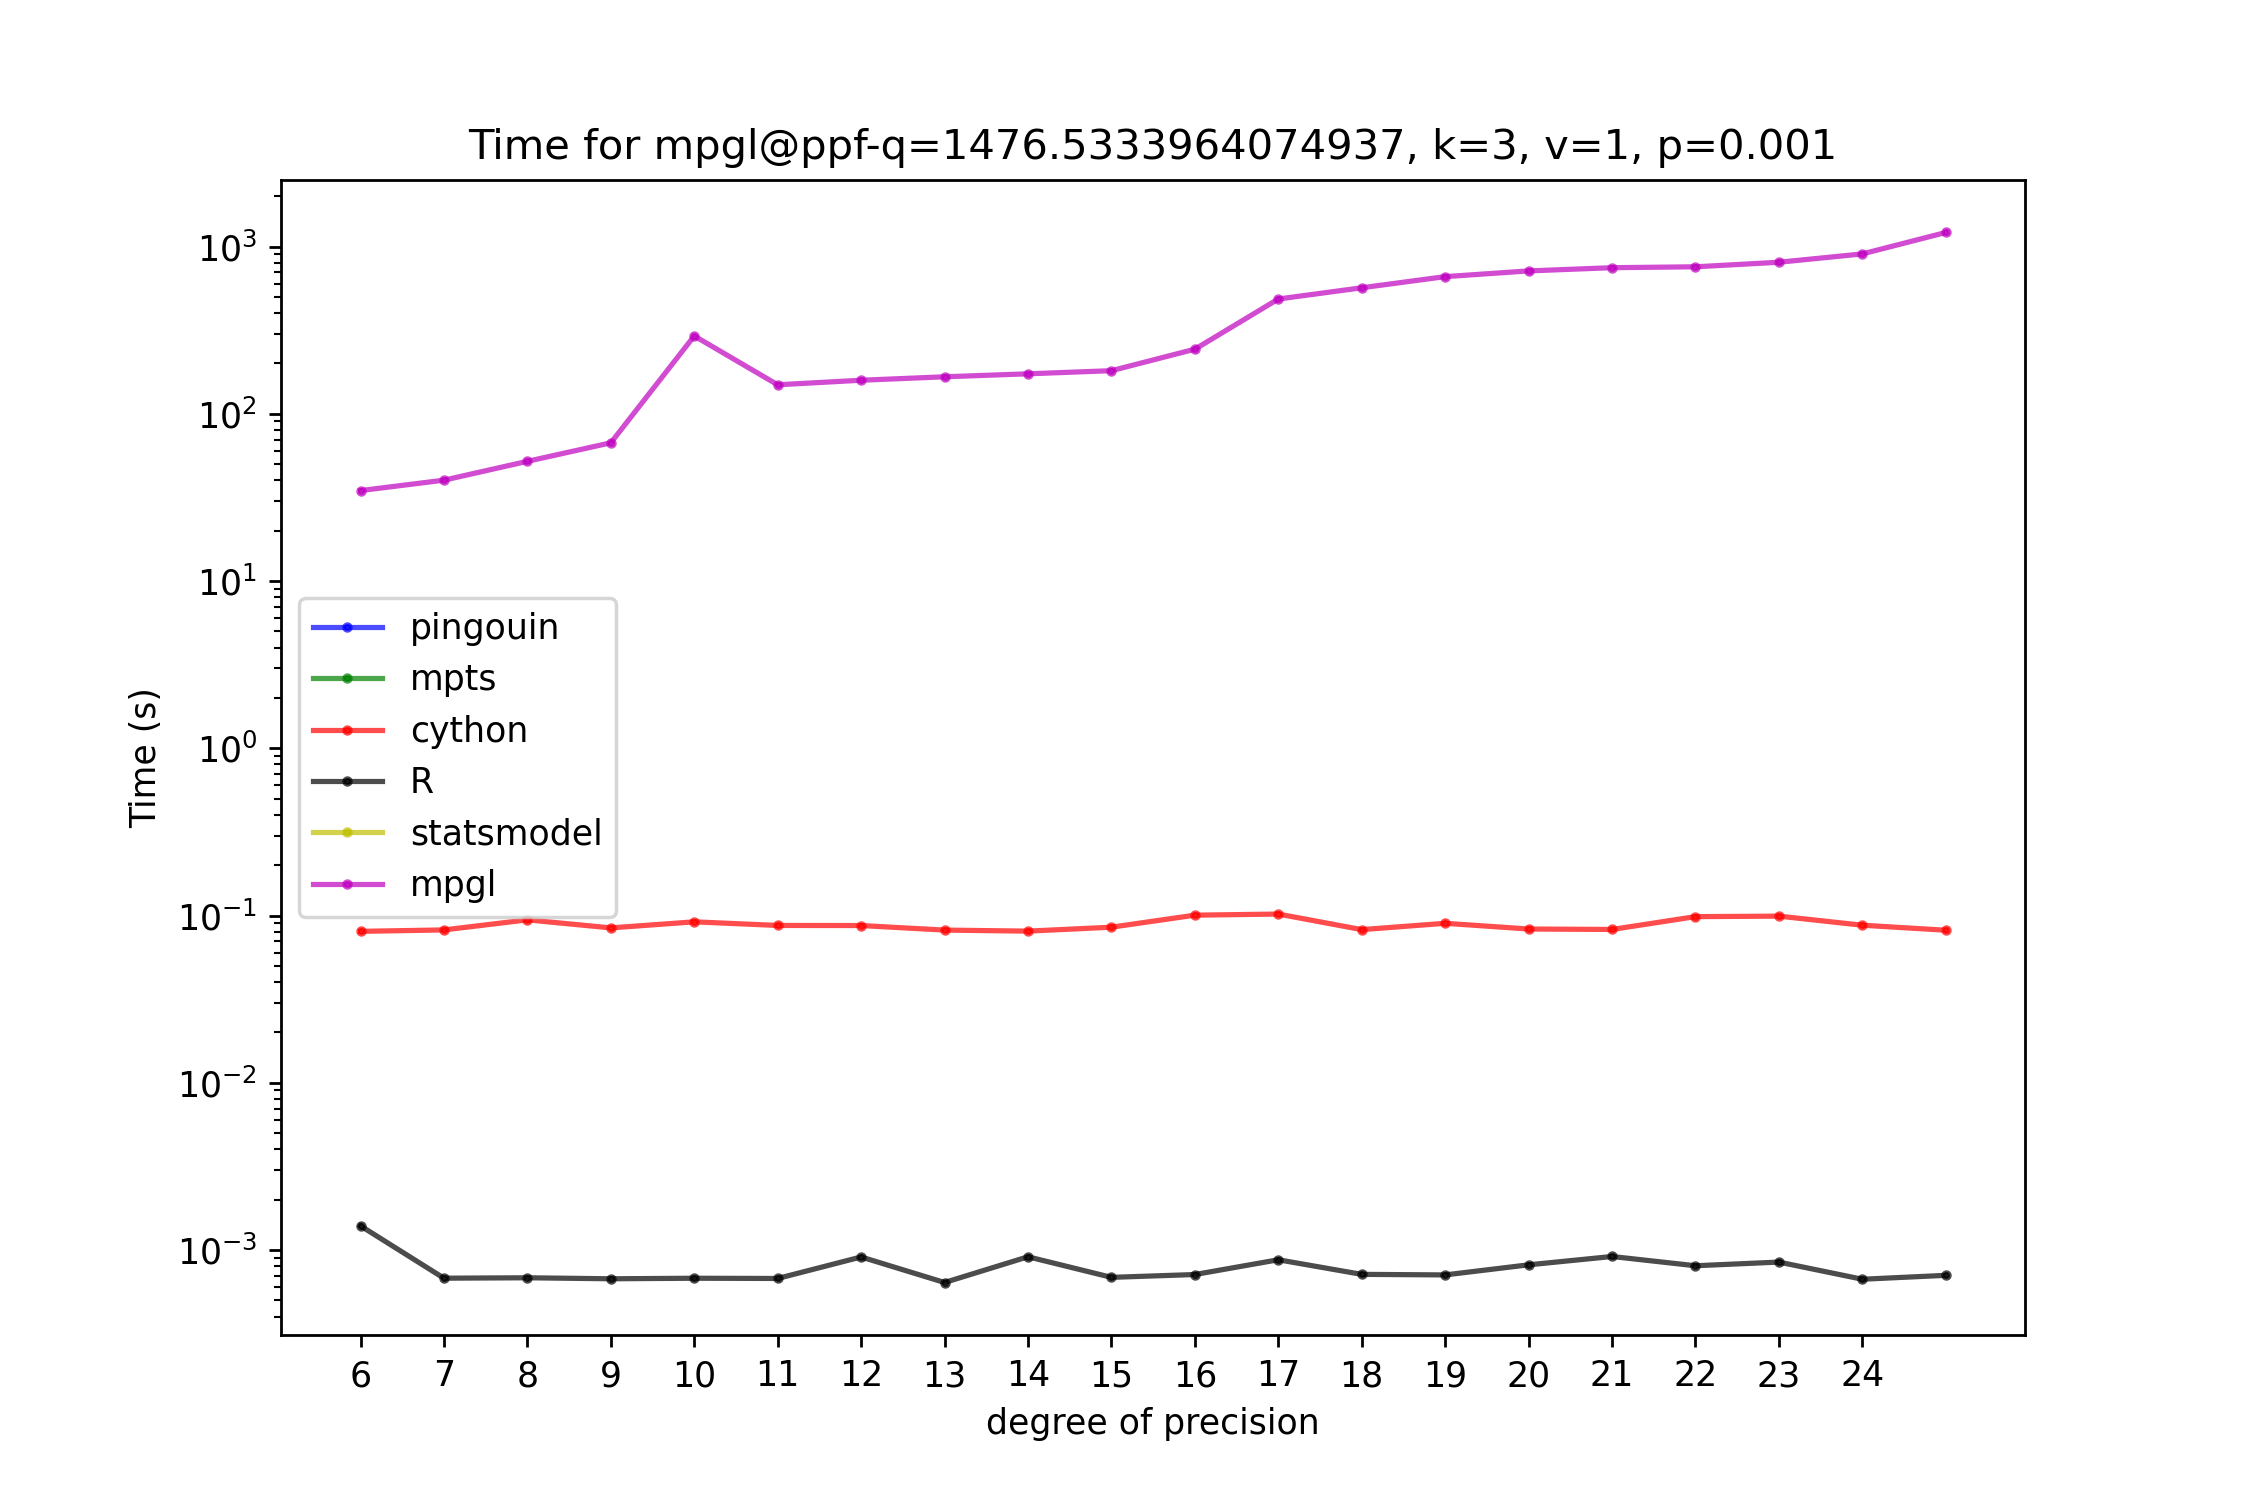 Time for mpgl@ppf-q=1476.5333964074937, k=3, v=1, p=0.001
10³
10²
10¹
10⁰
10⁻¹
10⁻²
10⁻³
Time (s)
pingouin
mpts
cython
R
statsmodel
mpgl
6 7 8 9 10 11 12 13 14 15 16 17 18 19 20 21 22 23 24
degree of precision